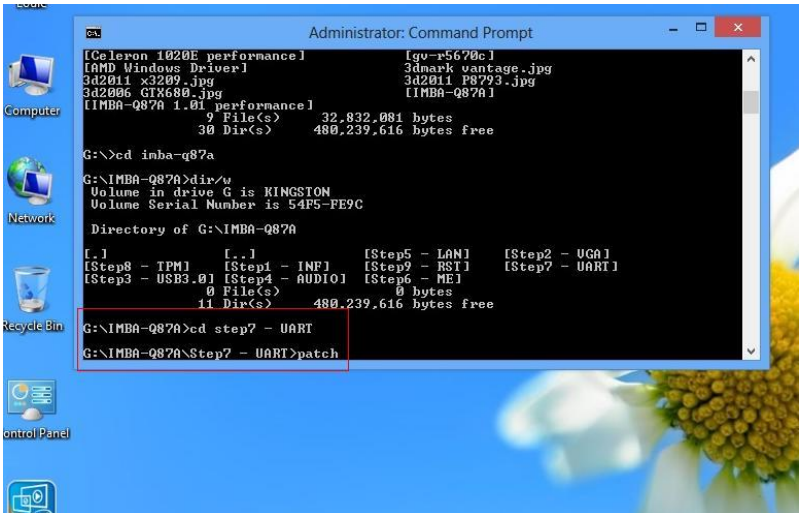 Administrator: Command Prompt
[Celeron 1020E performance] [gv-r5670c]
[AMD Windows Driver] 3dmark vantage.jpg
3d2011 x3209.jpg 3d2011 P8793.jpg
3d2006 GTX680.jpg [IMBA-Q87A]
[IMBA-Q87A 1.01 performance]
9 File(s) 32,832,081 bytes
30 Dir(s) 480,239,616 bytes free
G:\>cd imba-q87a
G:\IMBA-Q87A>dir/w
Volume in drive G is KINGSTON
Volume Serial Number is 54F5-FE9C
Directory of G:\IMBA-Q87A
[.] [..] [Step5 - LAN] [Step2 - VGA]
[Step8 - TPM] [Step1 - INF] [Step9 - RST] [Step7 - UART]
[Step3 - USB3.0] [Step4 - AUDIO] [Step6 - ME]
0 File(s) 0 bytes
11 Dir(s) 480,239,616 bytes free
G:\IMBA-Q87A>cd step7 - UART
G:\IMBA-Q87A\Step7 - UART>patch
Computer
Network
Recycle Bin
ontrol Panel